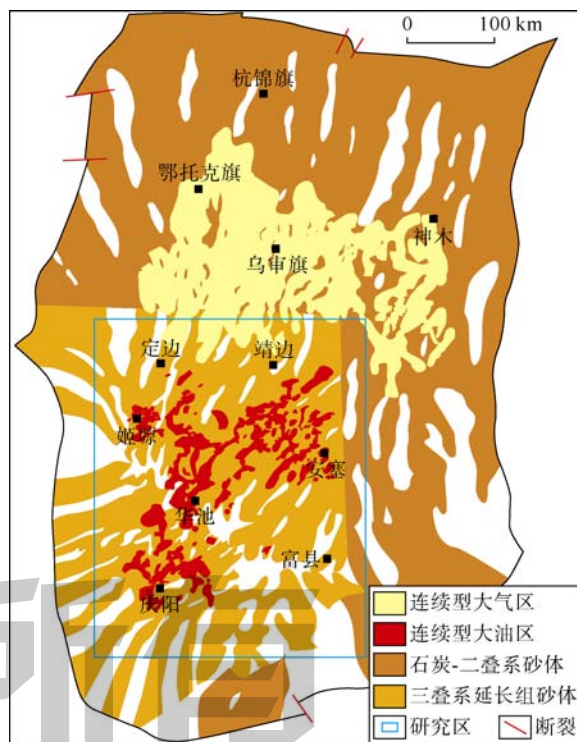 0 100 km
杭锦旗
鄂托克旗
神木
乌审旗
定边 靖边
姬塬
安塞
华池
富县
庆阳
连续型大气区
连续型大油区
石炭-二叠系砂体
三叠系延长组砂体
研究区 断裂